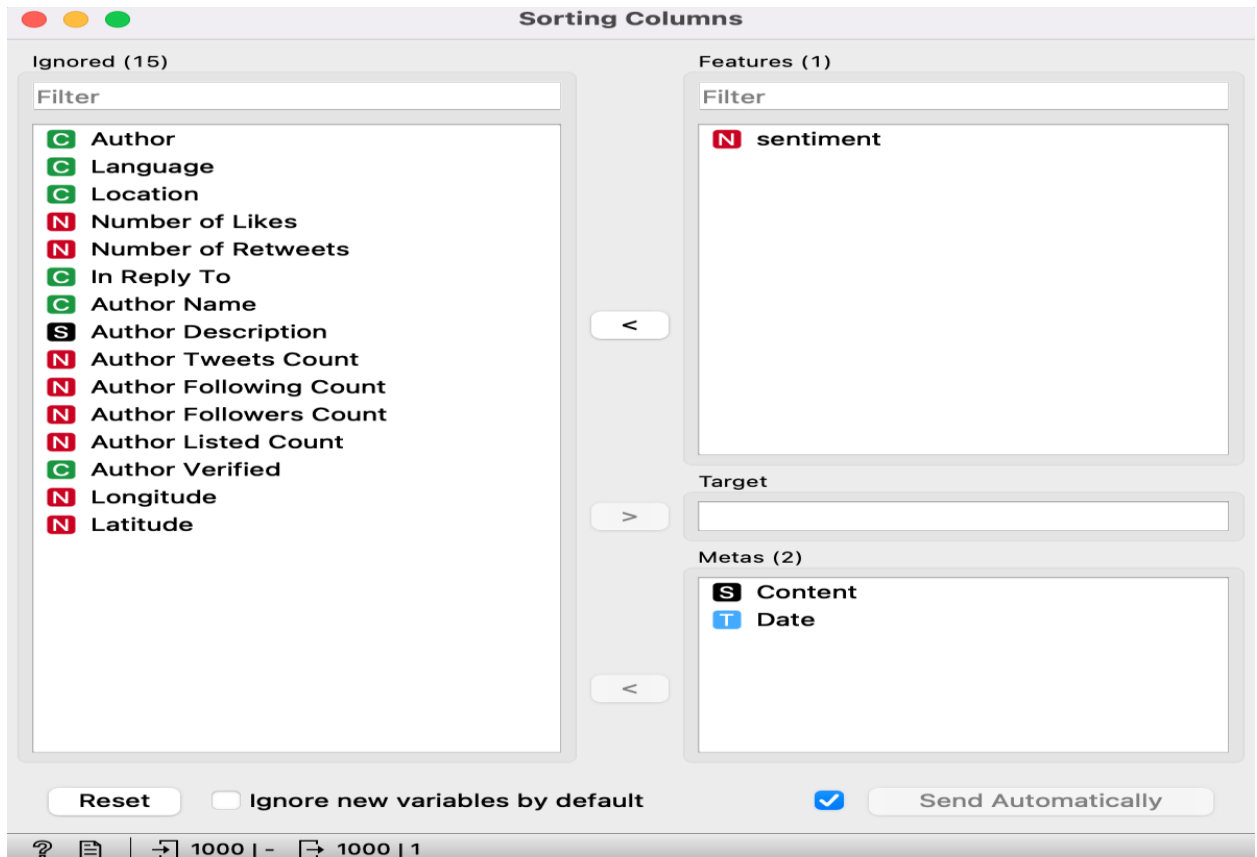 Sorting Columns
Ignored (15)
Filter
C Author
C Language
C Location
N Number of Likes
N Number of Retweets
C In Reply To
C Author Name
S Author Description
N Author Tweets Count
N Author Following Count
N Author Followers Count
N Author Listed Count
C Author Verified
N Longitude
N Latitude
<
>
<
Features (1)
Filter
N sentiment
Target
Metas (2)
S Content
T Date
Reset
Ignore new variables by default
Send Automatically
? 1000 | - 1000 | 1